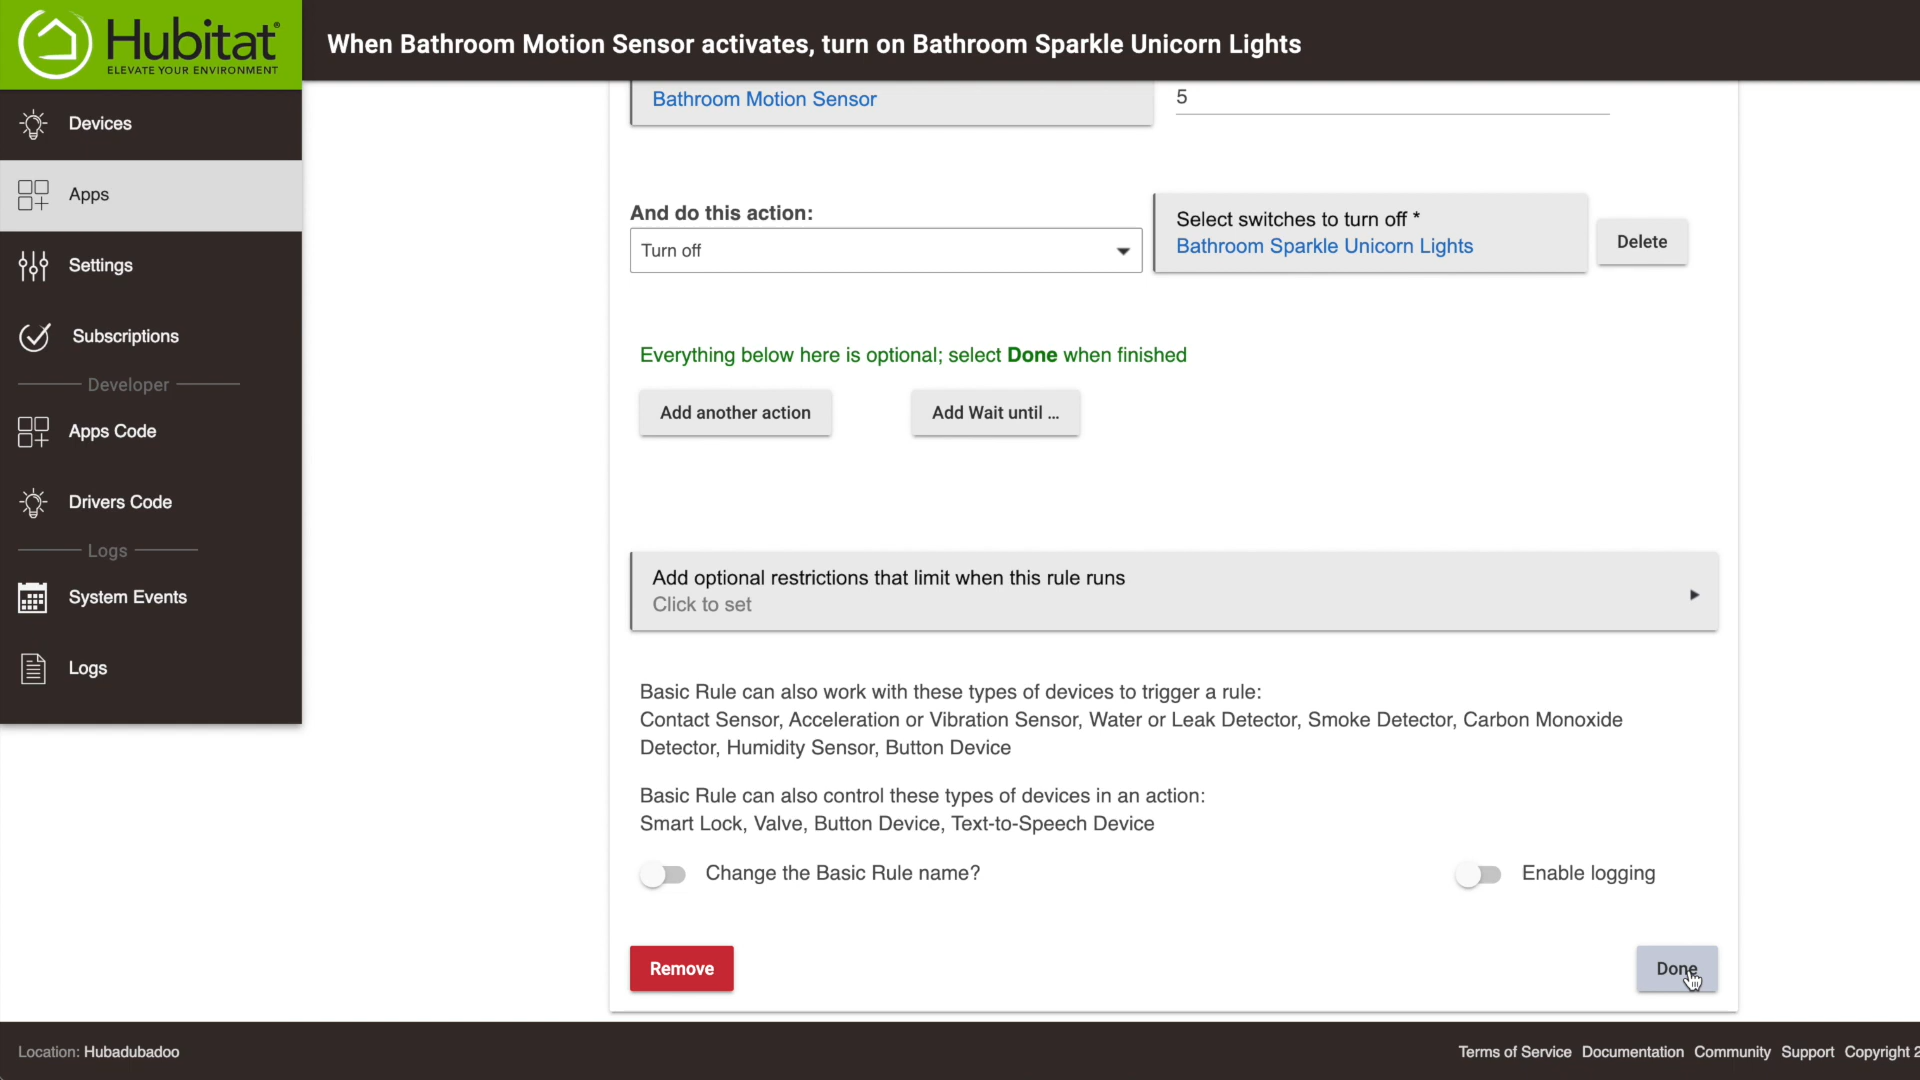 Hubitat®
ELEVATE YOUR ENVIRONMENT
When Bathroom Motion Sensor activates, turn on Bathroom Sparkle Unicorn Lights
Devices
Apps
Settings
Subscriptions
Developer
Apps Code
Drivers Code
Logs
System Events
Logs
Bathroom Motion Sensor
5
And do this action:
Turn off
Select switches to turn off *
Bathroom Sparkle Unicorn Lights
Delete
Everything below here is optional; select Done when finished
Add another action
Add Wait until ...
Add optional restrictions that limit when this rule runs
Click to set
Basic Rule can also work with these types of devices to trigger a rule:
Contact Sensor, Acceleration or Vibration Sensor, Water or Leak Detector, Smoke Detector, Carbon Monoxide
Detector, Humidity Sensor, Button Device
Basic Rule can also control these types of devices in an action:
Smart Lock, Valve, Button Device, Text-to-Speech Device
Change the Basic Rule name?
Enable logging
Remove
Done
Location: Hubadubadoo
Terms of Service Documentation Community Support Copyright 2